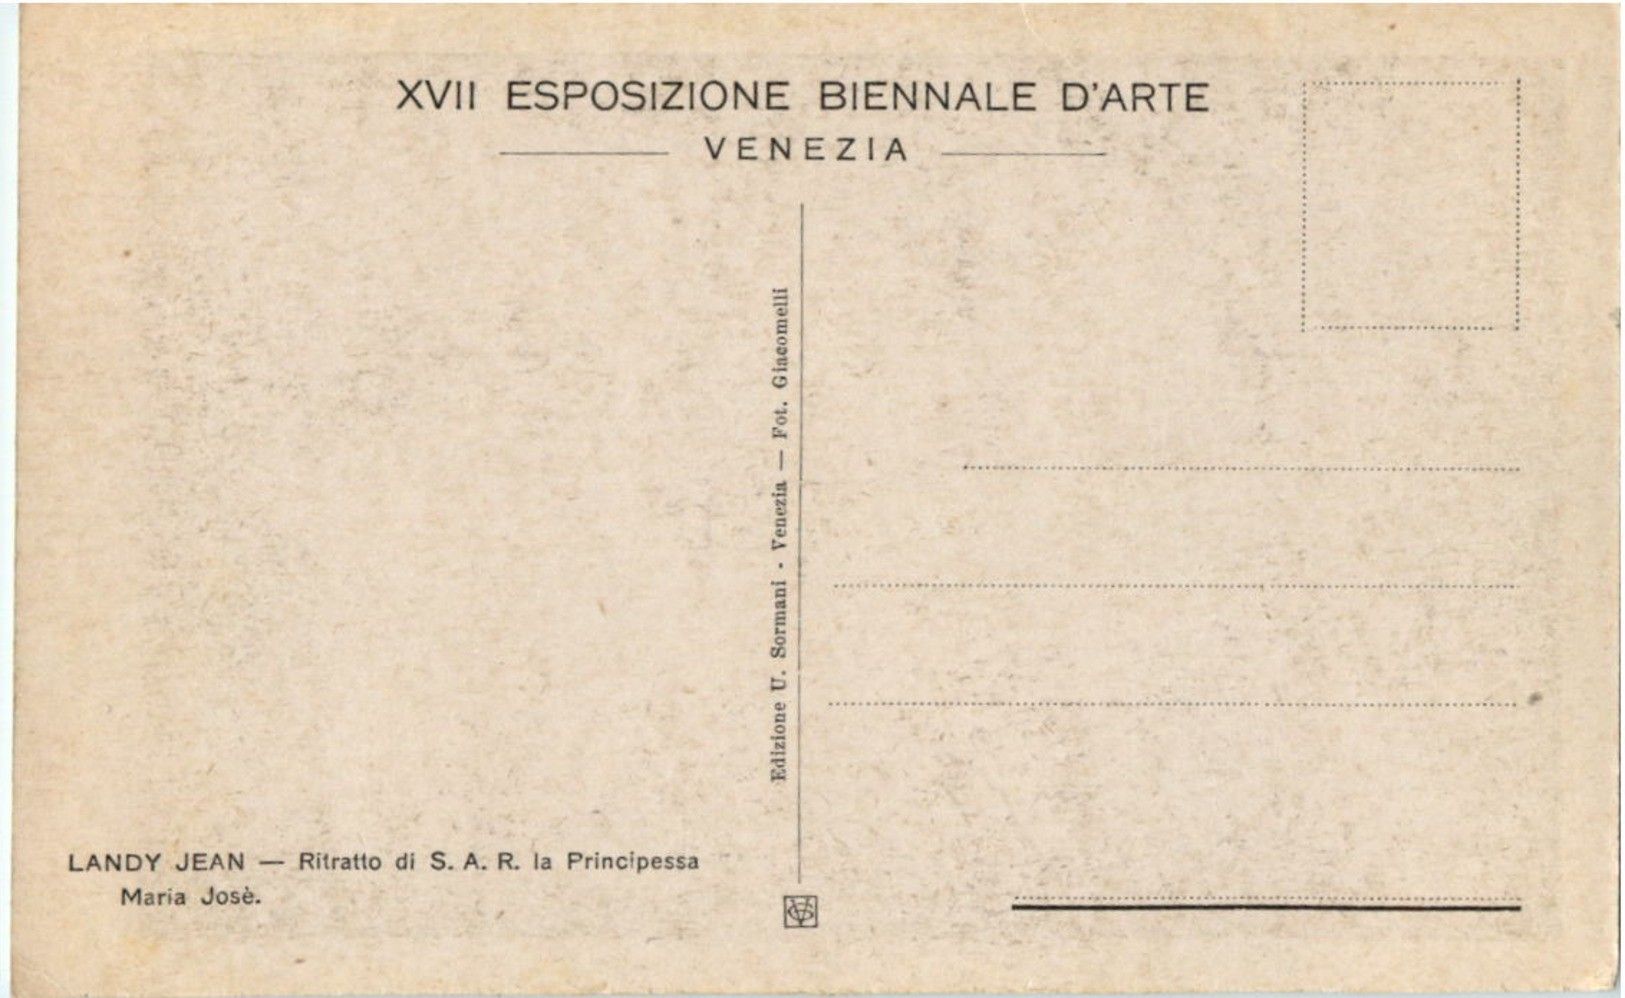 XVII ESPOSIZIONE BIENNALE D'ARTE
VENEZIA
Edizione U. Sormani - Venezia — Fot. Giacomelli
LANDY JEAN — Ritratto di S. A. R. la Principessa
Maria Josè.